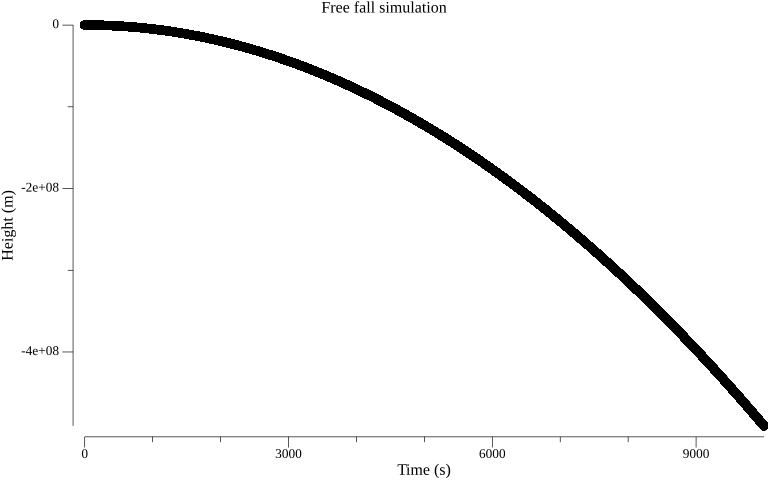 Free fall simulation
0
-2e+08
-4e+08
Height (m)
0 3000 6000 9000
Time (s)